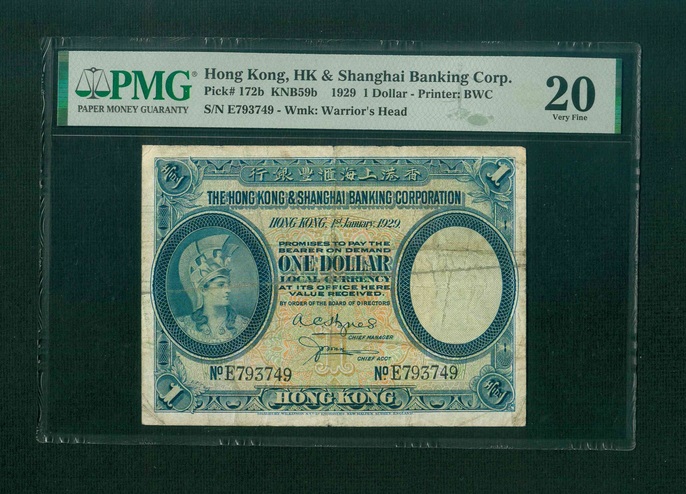 PMG
PAPER MONEY GUARANTY
Hong Kong, HK & Shanghai Banking Corp.
Pick# 172b KNB59b 1929 1 Dollar - Printer: BWC
S/N E793749 - Wmk: Warrior's Head
20
Very Fine
行銀豐滙海上港香
1
THE HONG KONG & SHANGHAI BANKING CORPORATION
HONG KONG, 1st January, 1929.
PROMISES TO PAY THE
BEARER ON DEMAND
ONE DOLLAR
LOCAL CURRENCY
AT ITS OFFICE HERE
VALUE RECEIVED.
BY ORDER OF THE BOARD OF DIRECTORS
CHIEF MANAGER
CHIEF ACCT
No E793749 No E793749
1
HONG KONG